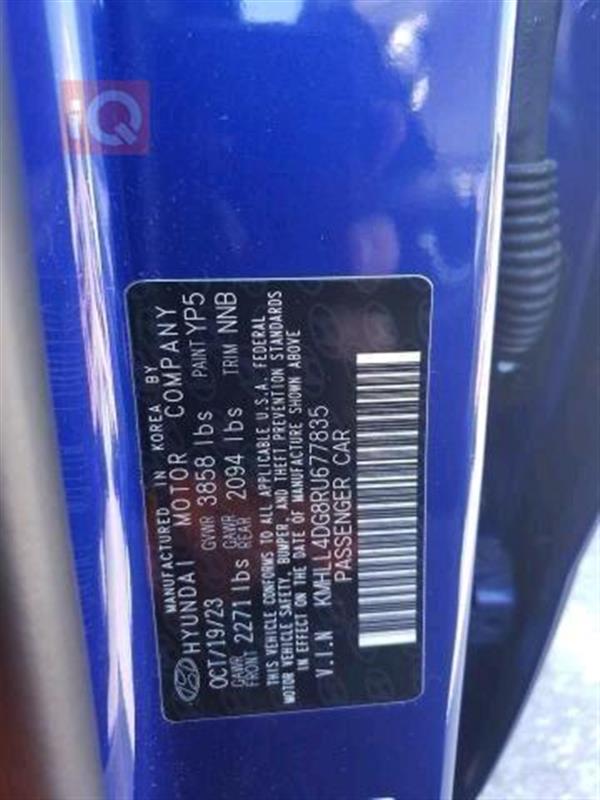 iQ
MANUFACTURED IN KOREA BY
HYUNDAI MOTOR COMPANY
OCT/19/23 GVWR 3858 lbs PAINT YP5
GAWR FRONT 2271 lbs GAWR REAR 2094 lbs TRIM NNB
THIS VEHICLE CONFORMS TO ALL APPLICABLE U.S.A. FEDERAL
MOTOR VEHICLE SAFETY, BUMPER, AND THEFT PREVENTION STANDARDS
IN EFFECT ON THE DATE OF MANUFACTURE SHOWN ABOVE
V.I.N KMHLL4DG8RU677835
PASSENGER CAR